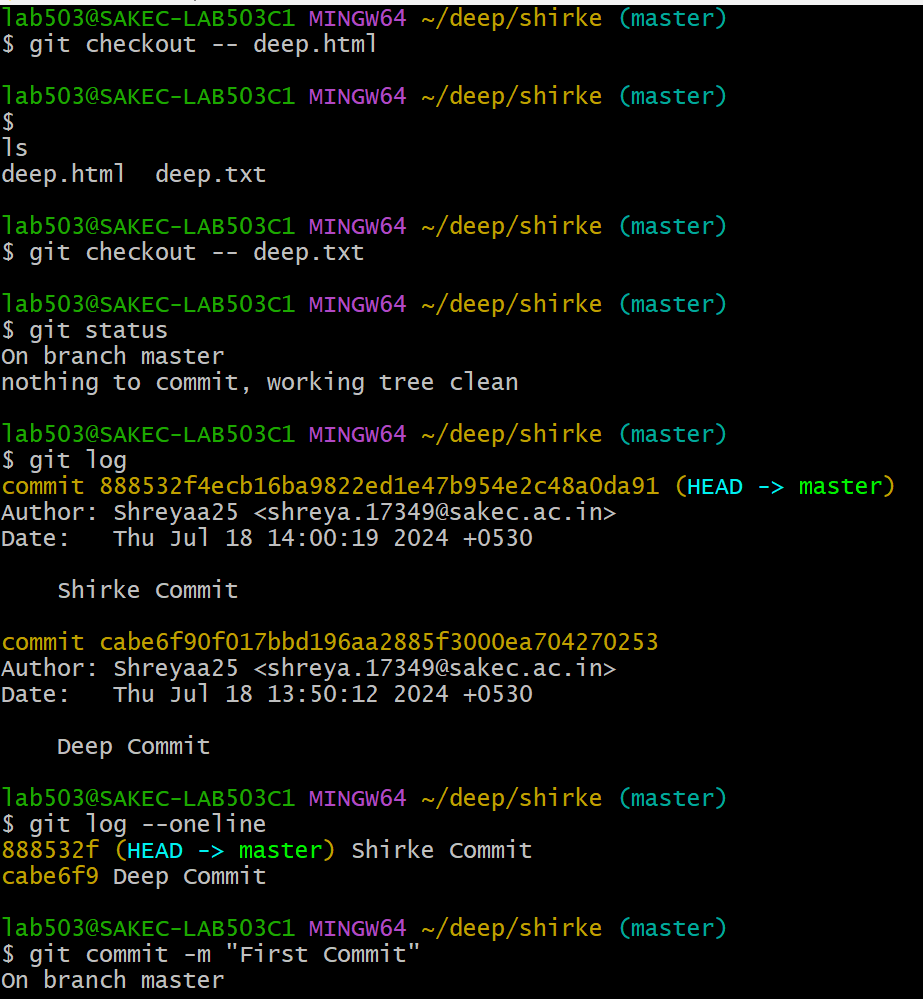 lab503@SAKEC-LAB503C1 MINGW64 ~/deep/shirke (master)
$ git checkout -- deep.html
lab503@SAKEC-LAB503C1 MINGW64 ~/deep/shirke (master)
$
ls
deep.html  deep.txt
lab503@SAKEC-LAB503C1 MINGW64 ~/deep/shirke (master)
$ git checkout -- deep.txt
lab503@SAKEC-LAB503C1 MINGW64 ~/deep/shirke (master)
$ git status
On branch master
nothing to commit, working tree clean
lab503@SAKEC-LAB503C1 MINGW64 ~/deep/shirke (master)
$ git log
commit 888532f4ecb16ba9822ed1e47b954e2c48a0da91 (HEAD -> master)
Author: Shreyaa25 <shreya.17349@sakec.ac.in>
Date:   Thu Jul 18 14:00:19 2024 +0530
    Shirke Commit
commit cabe6f90f017bbd196aa2885f3000ea704270253
Author: Shreyaa25 <shreya.17349@sakec.ac.in>
Date:   Thu Jul 18 13:50:12 2024 +0530
    Deep Commit
lab503@SAKEC-LAB503C1 MINGW64 ~/deep/shirke (master)
$ git log --oneline
888532f (HEAD -> master) Shirke Commit
cabe6f9 Deep Commit
lab503@SAKEC-LAB503C1 MINGW64 ~/deep/shirke (master)
$ git commit -m "First Commit"
On branch master